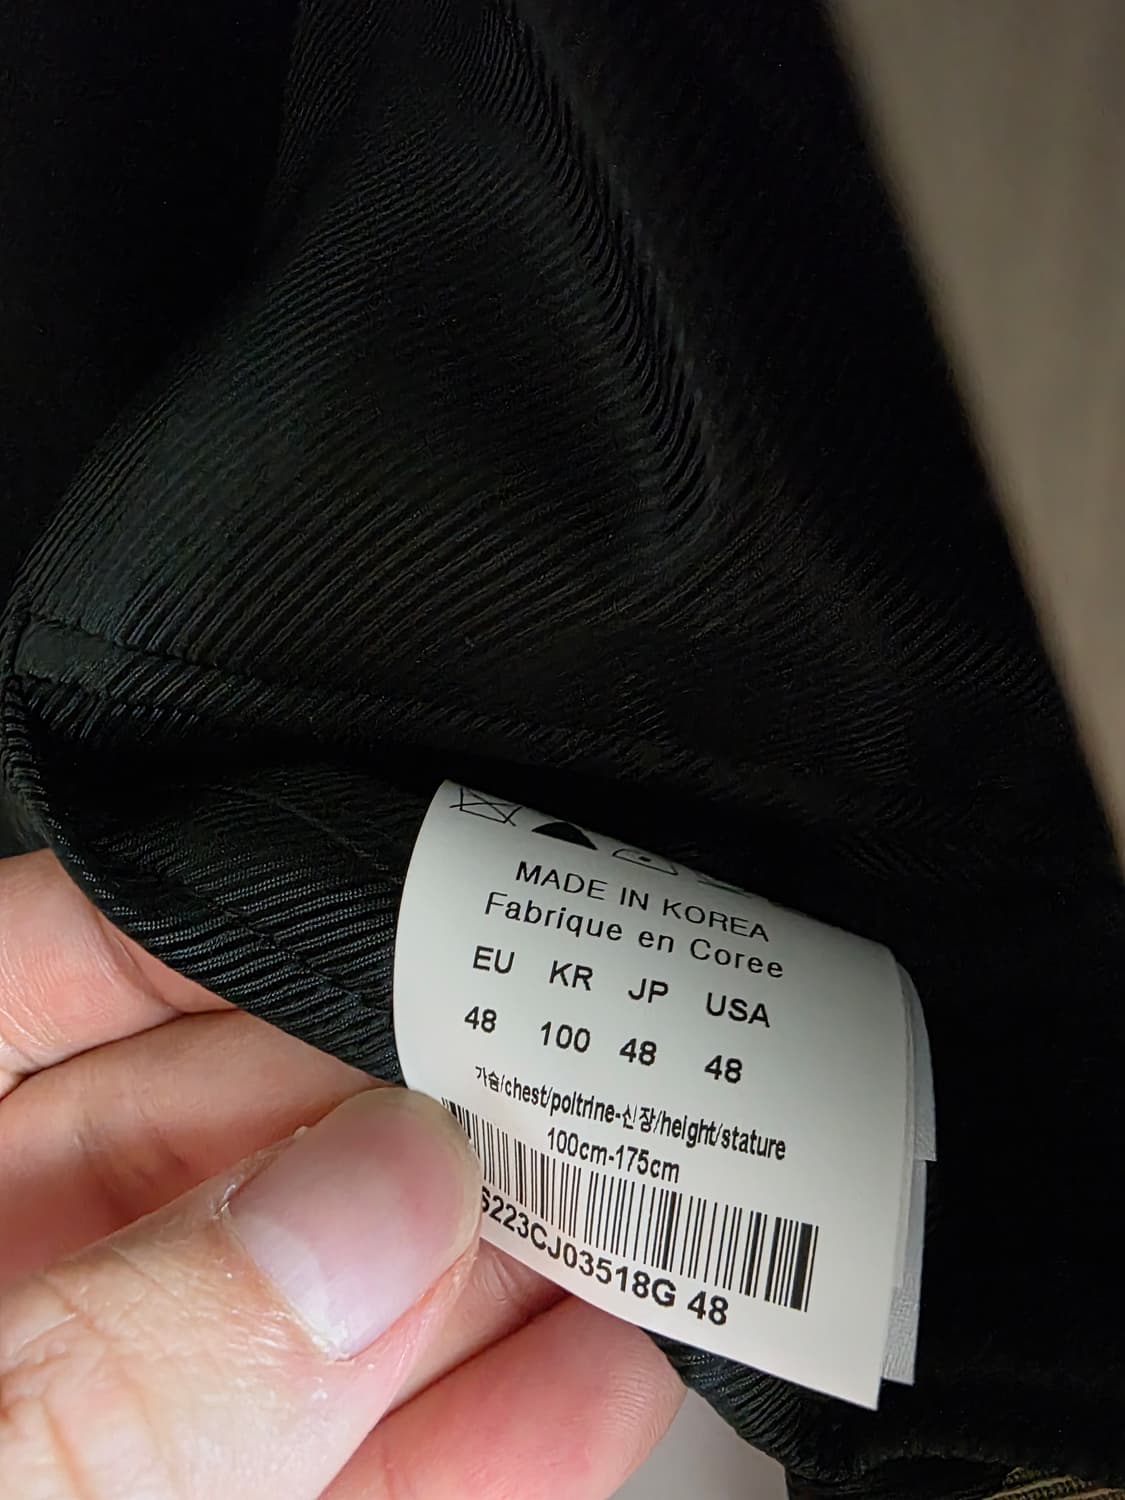 MADE IN KOREA
Fabrique en Coree
EU KR JP USA
48 100 48 48
가슴/chest/poltrine-신장/height/stature
100cm-175cm
S223CJ03518G 48